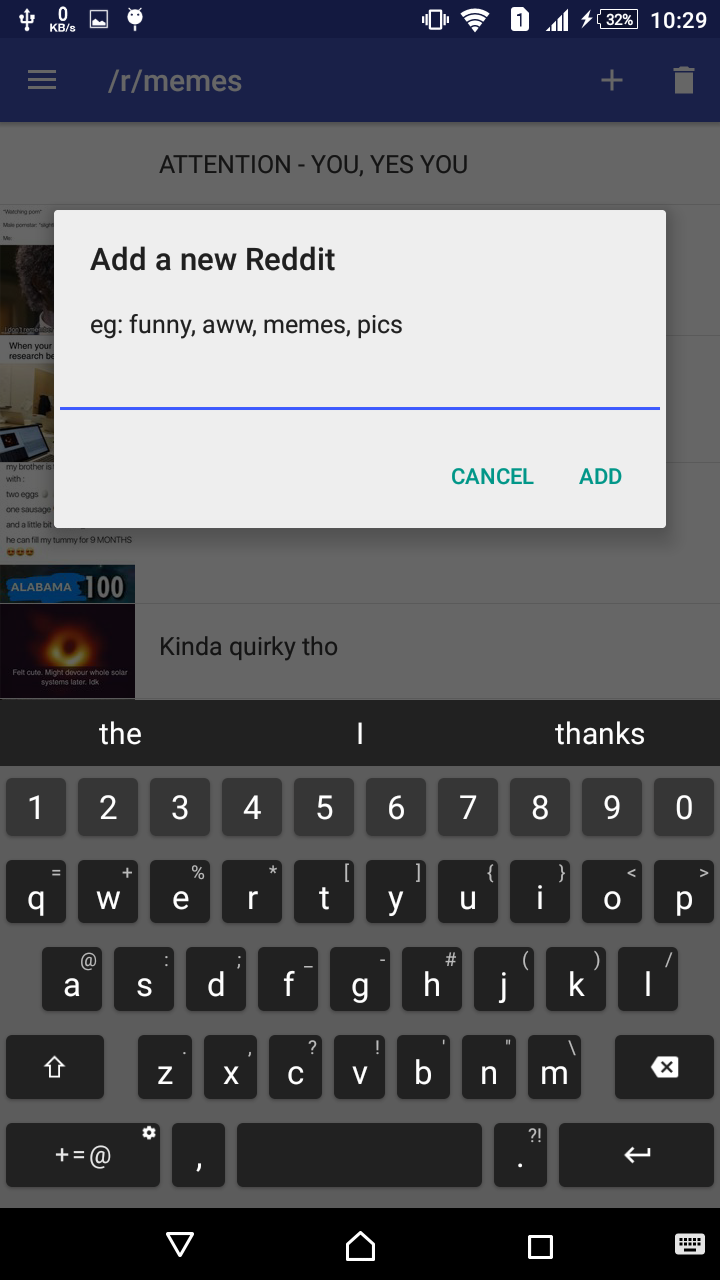 0
KB/s
1
32%
10:29
/r/memes
ATTENTION - YOU, YES YOU
"Watching porn"
Male pornstar: "slight
Me:
Add a new Reddit
eg: funny, aww, memes, pics
I don't
When your
research be
CANCEL
ADD
my brother is
with :
two eggs
one sausage
and a little bit
he can fill my tummy for 9 MONTHS
ALABAMA 100
Kinda quirky tho
Felt cute. Might devour whole solar
systems later. Idk
the I thanks
1 2 3 4 5 6 7 8 9 0
= + % * [ ] { } < >
q w e r t y u i o p
@ : ; _ - # ( ) /
a s d f g h j k l
. , ? ! ' " \
z x c v b n m
?!
+=@ , .